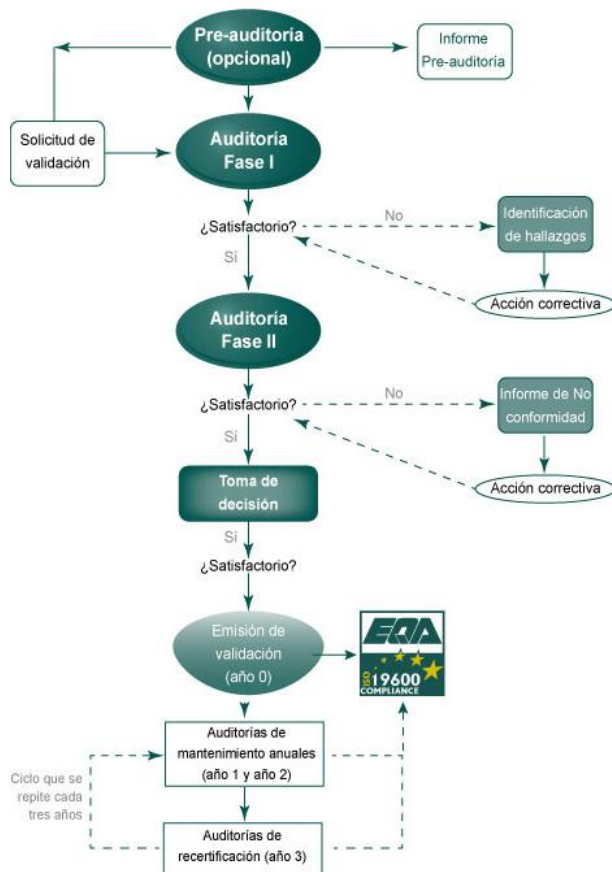 Pre-auditoría
(opcional)
Informe
Pre-auditoría
Solicitud de
validación
Auditoría
Fase I
¿Satisfactorio?
No
Identificación
de hallazgos
Sí
Acción correctiva
Auditoría
Fase II
¿Satisfactorio?
No
Informe de No
conformidad
Sí
Acción correctiva
Toma de
decisión
Sí
¿Satisfactorio?
Emisión de
validación
(año 0)
EQA
ISO 19600
COMPLIANCE
Auditorías de
mantenimiento anuales
(año 1 y año 2)
Ciclo que se
repite cada
tres años
Auditorías de
recertificación (año 3)